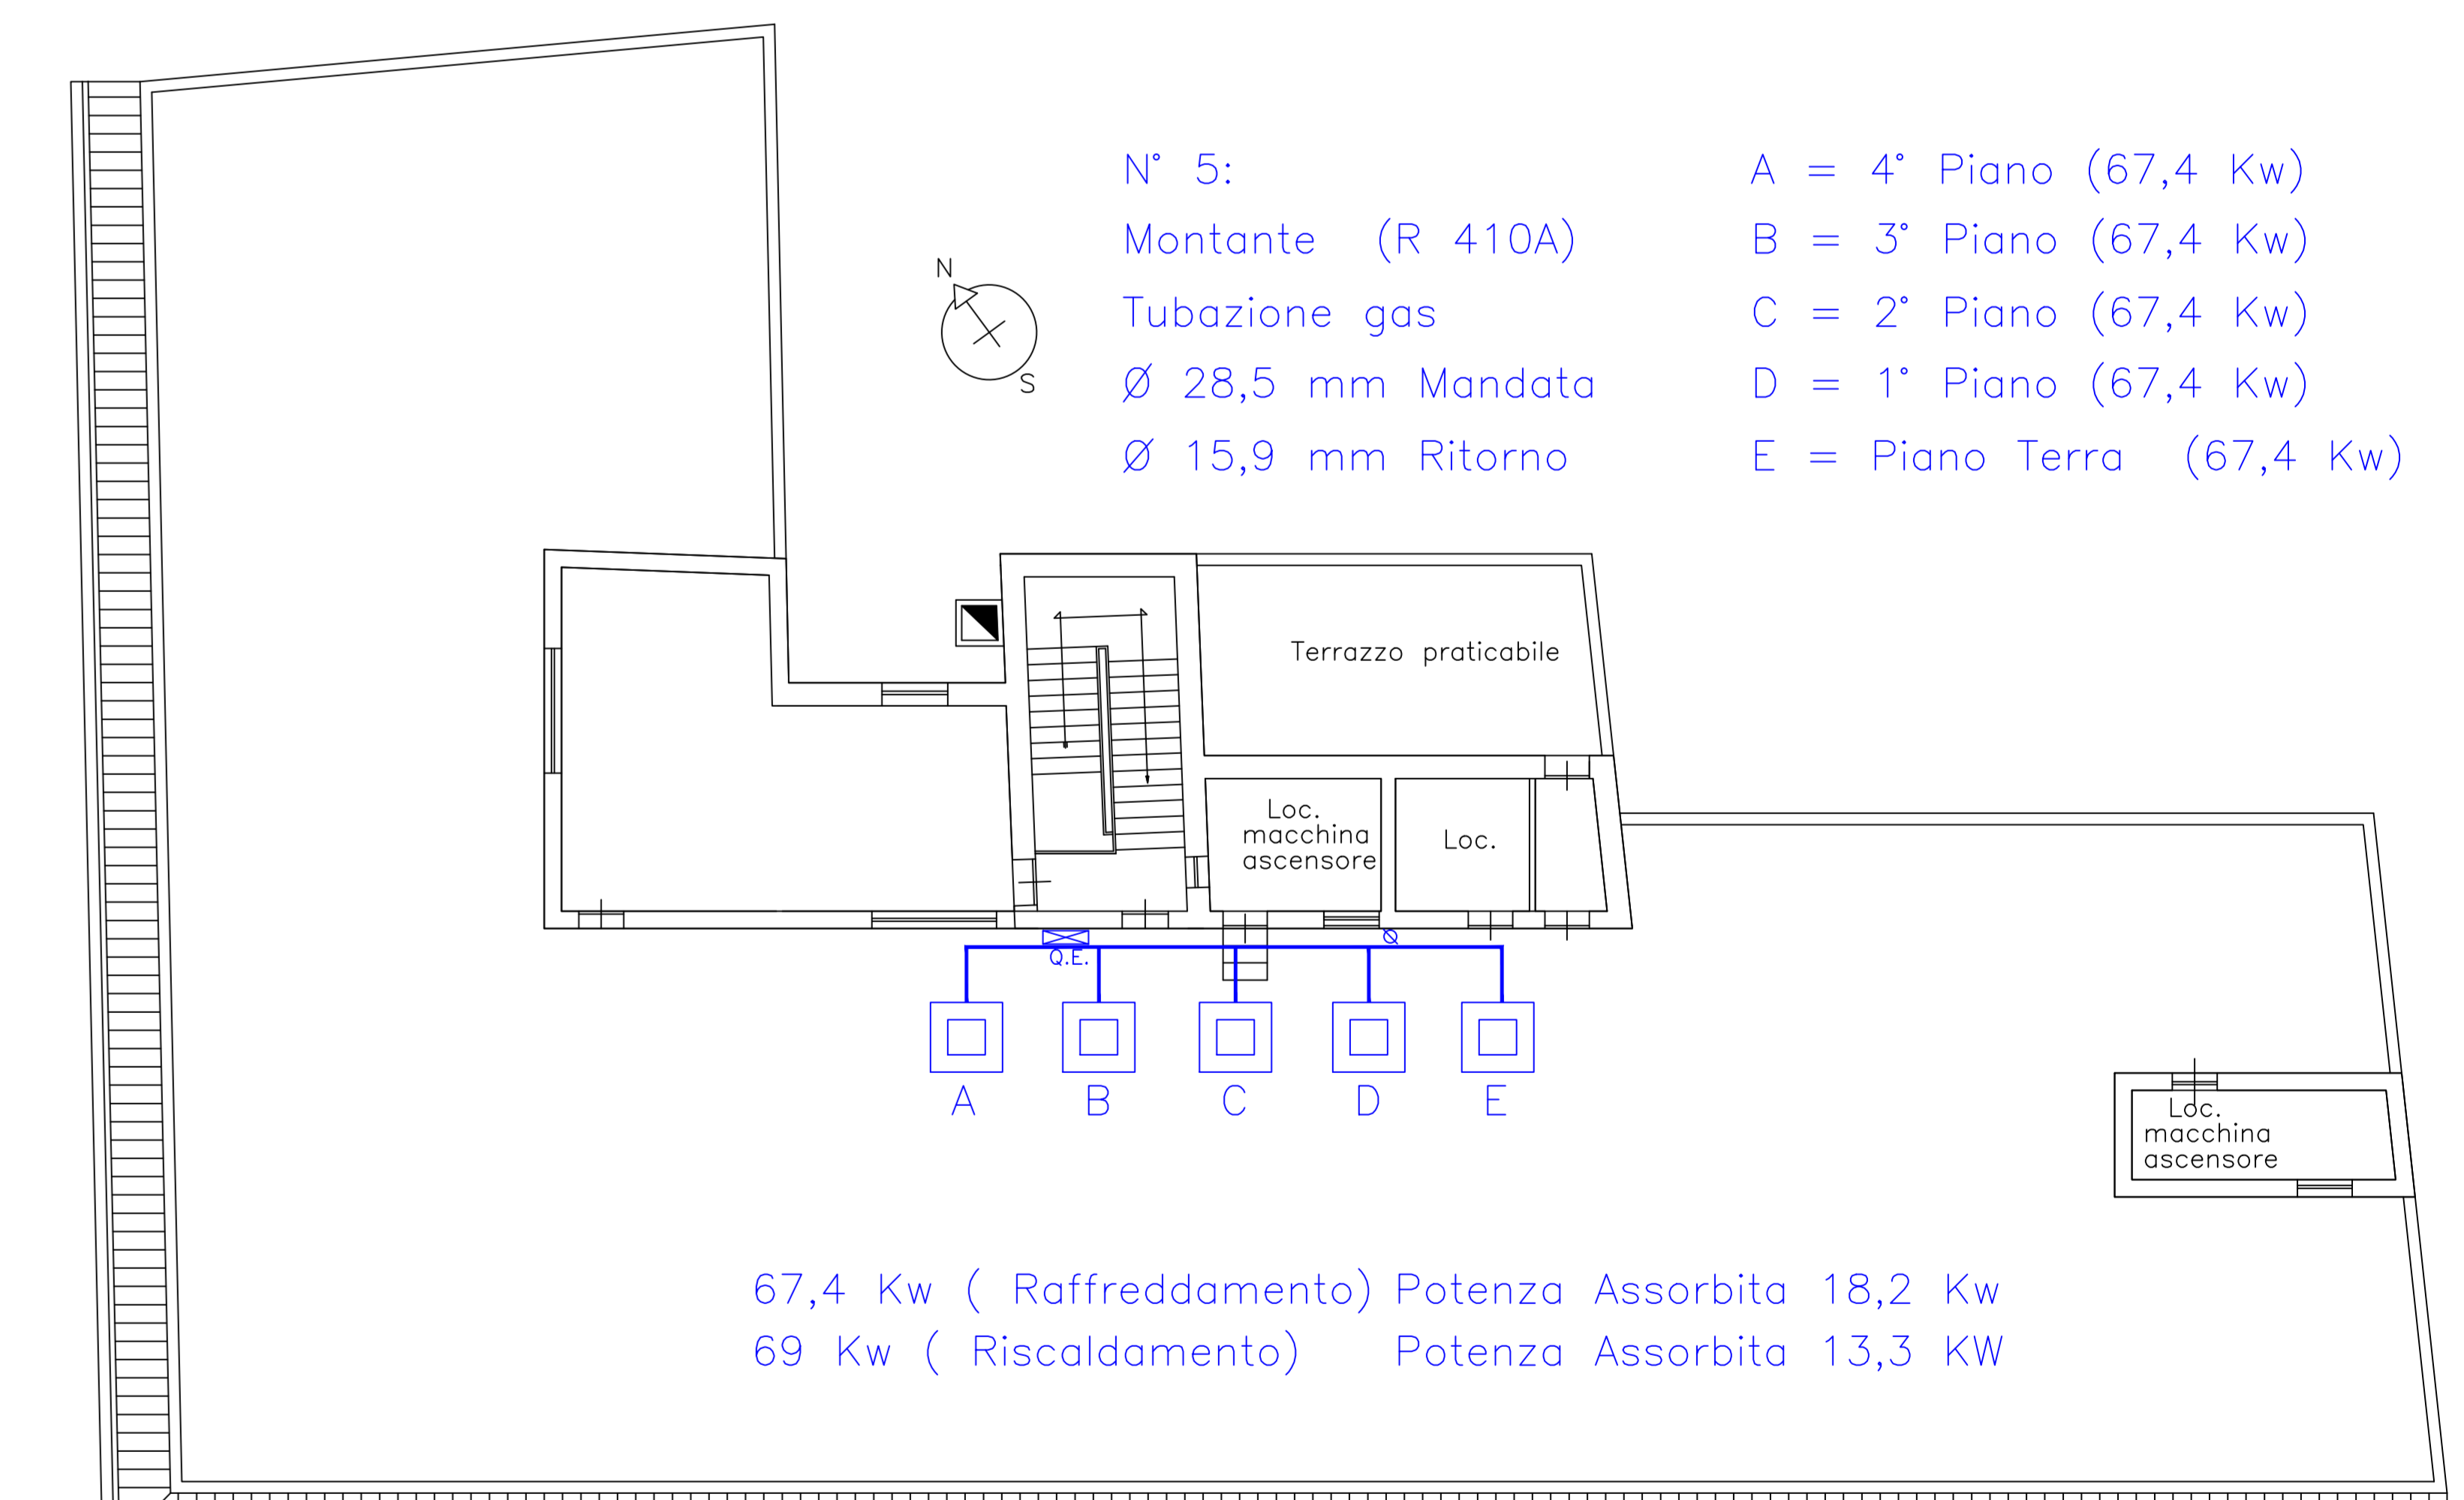 N° 5:
Montante (R 410A)
Tubazione gas
Ø 28,5 mm Mandata
Ø 15,9 mm Ritorno
A = 4° Piano (67,4 Kw)
B = 3° Piano (67,4 Kw)
C = 2° Piano (67,4 Kw)
D = 1° Piano (67,4 Kw)
E = Piano Terra (67,4 Kw)
N
S
Terrazzo praticabile
Loc.
macchina
ascensore
Loc.
Ø
Q.E.
A B C D E
Loc.
macchina
ascensore
67,4 Kw ( Raffreddamento) Potenza Assorbita 18,2 Kw
69 Kw ( Riscaldamento) Potenza Assorbita 13,3 KW